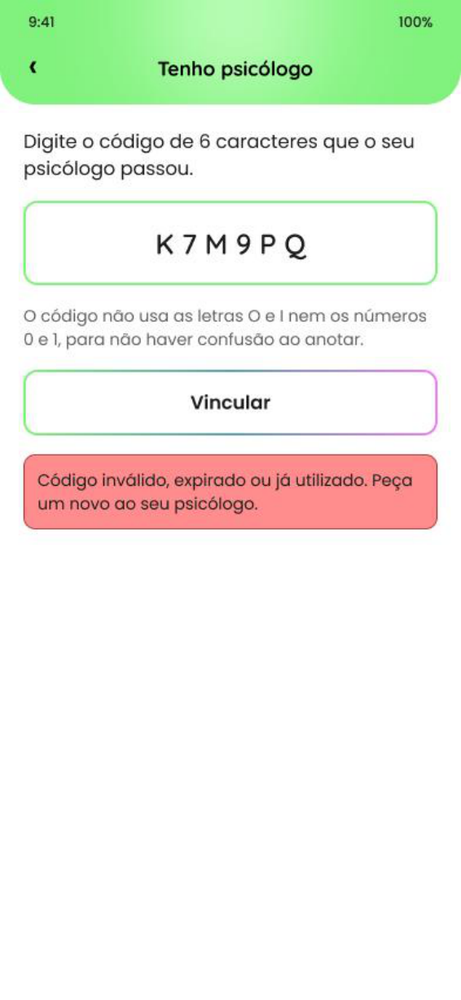 9:41 100%
‹ Tenho psicólogo
Digite o código de 6 caracteres que o seu
psicólogo passou.
K 7 M 9 P Q
O código não usa as letras O e I nem os números
0 e 1, para não haver confusão ao anotar.
Vincular
Código inválido, expirado ou já utilizado. Peça
um novo ao seu psicólogo.